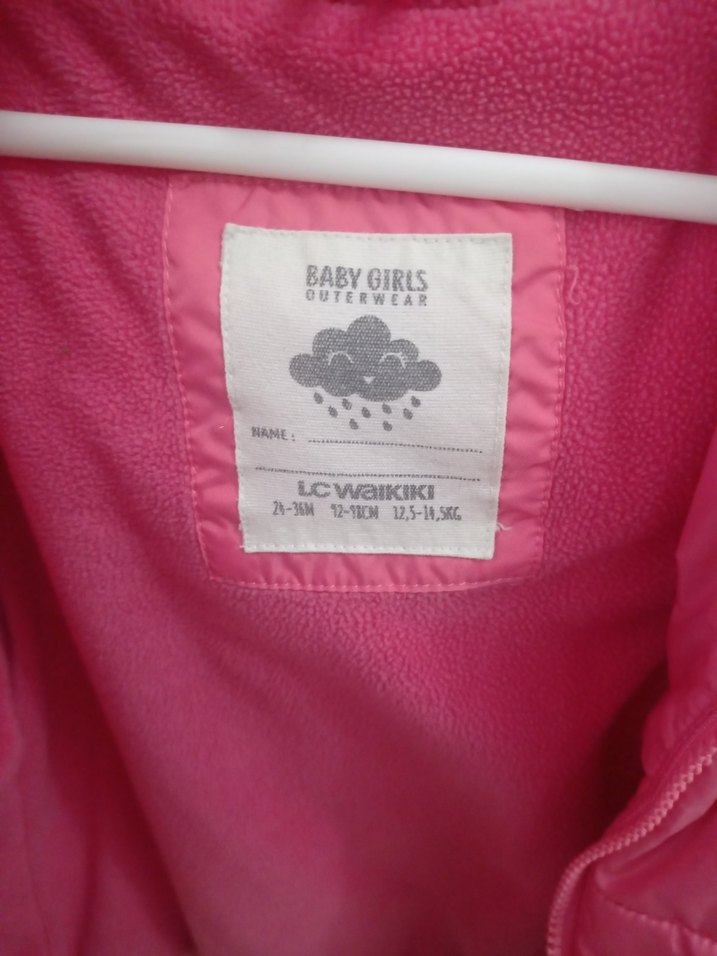 BABY GIRLS
OUTERWEAR
NAME:
LC WAIKIKI
24-36M 92-98CM 12,5-14,5KG